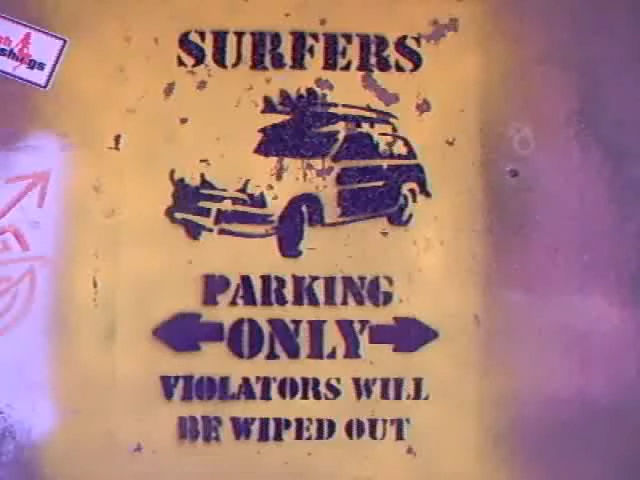 SURFERS
PARKING
ONLY
VIOLATORS WILL
BE WIPED OUT